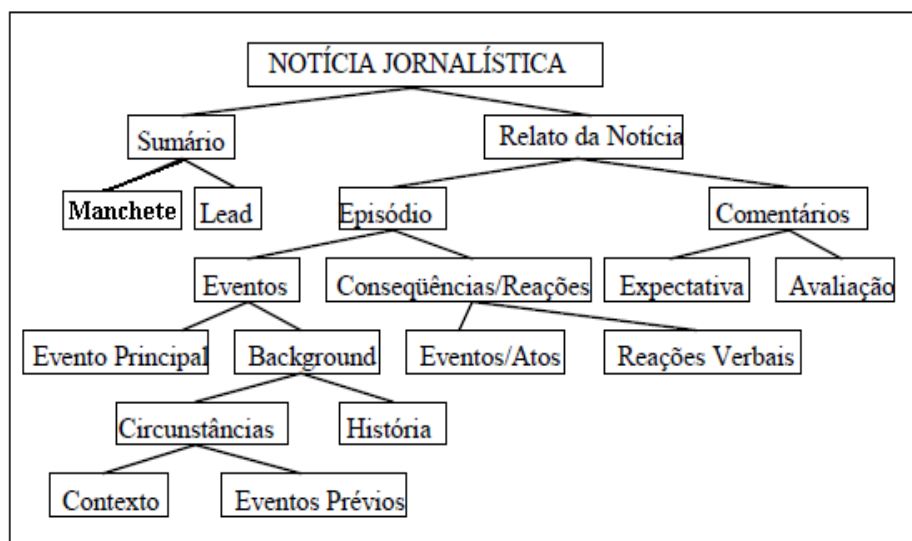 NOTÍCIA JORNALÍSTICA
Sumário
Relato da Notícia
Manchete
Lead
Episódio
Comentários
Eventos
Conseqüências/Reações
Expectativa
Avaliação
Evento Principal
Background
Eventos/Atos
Reações Verbais
Circunstâncias
História
Contexto
Eventos Prévios